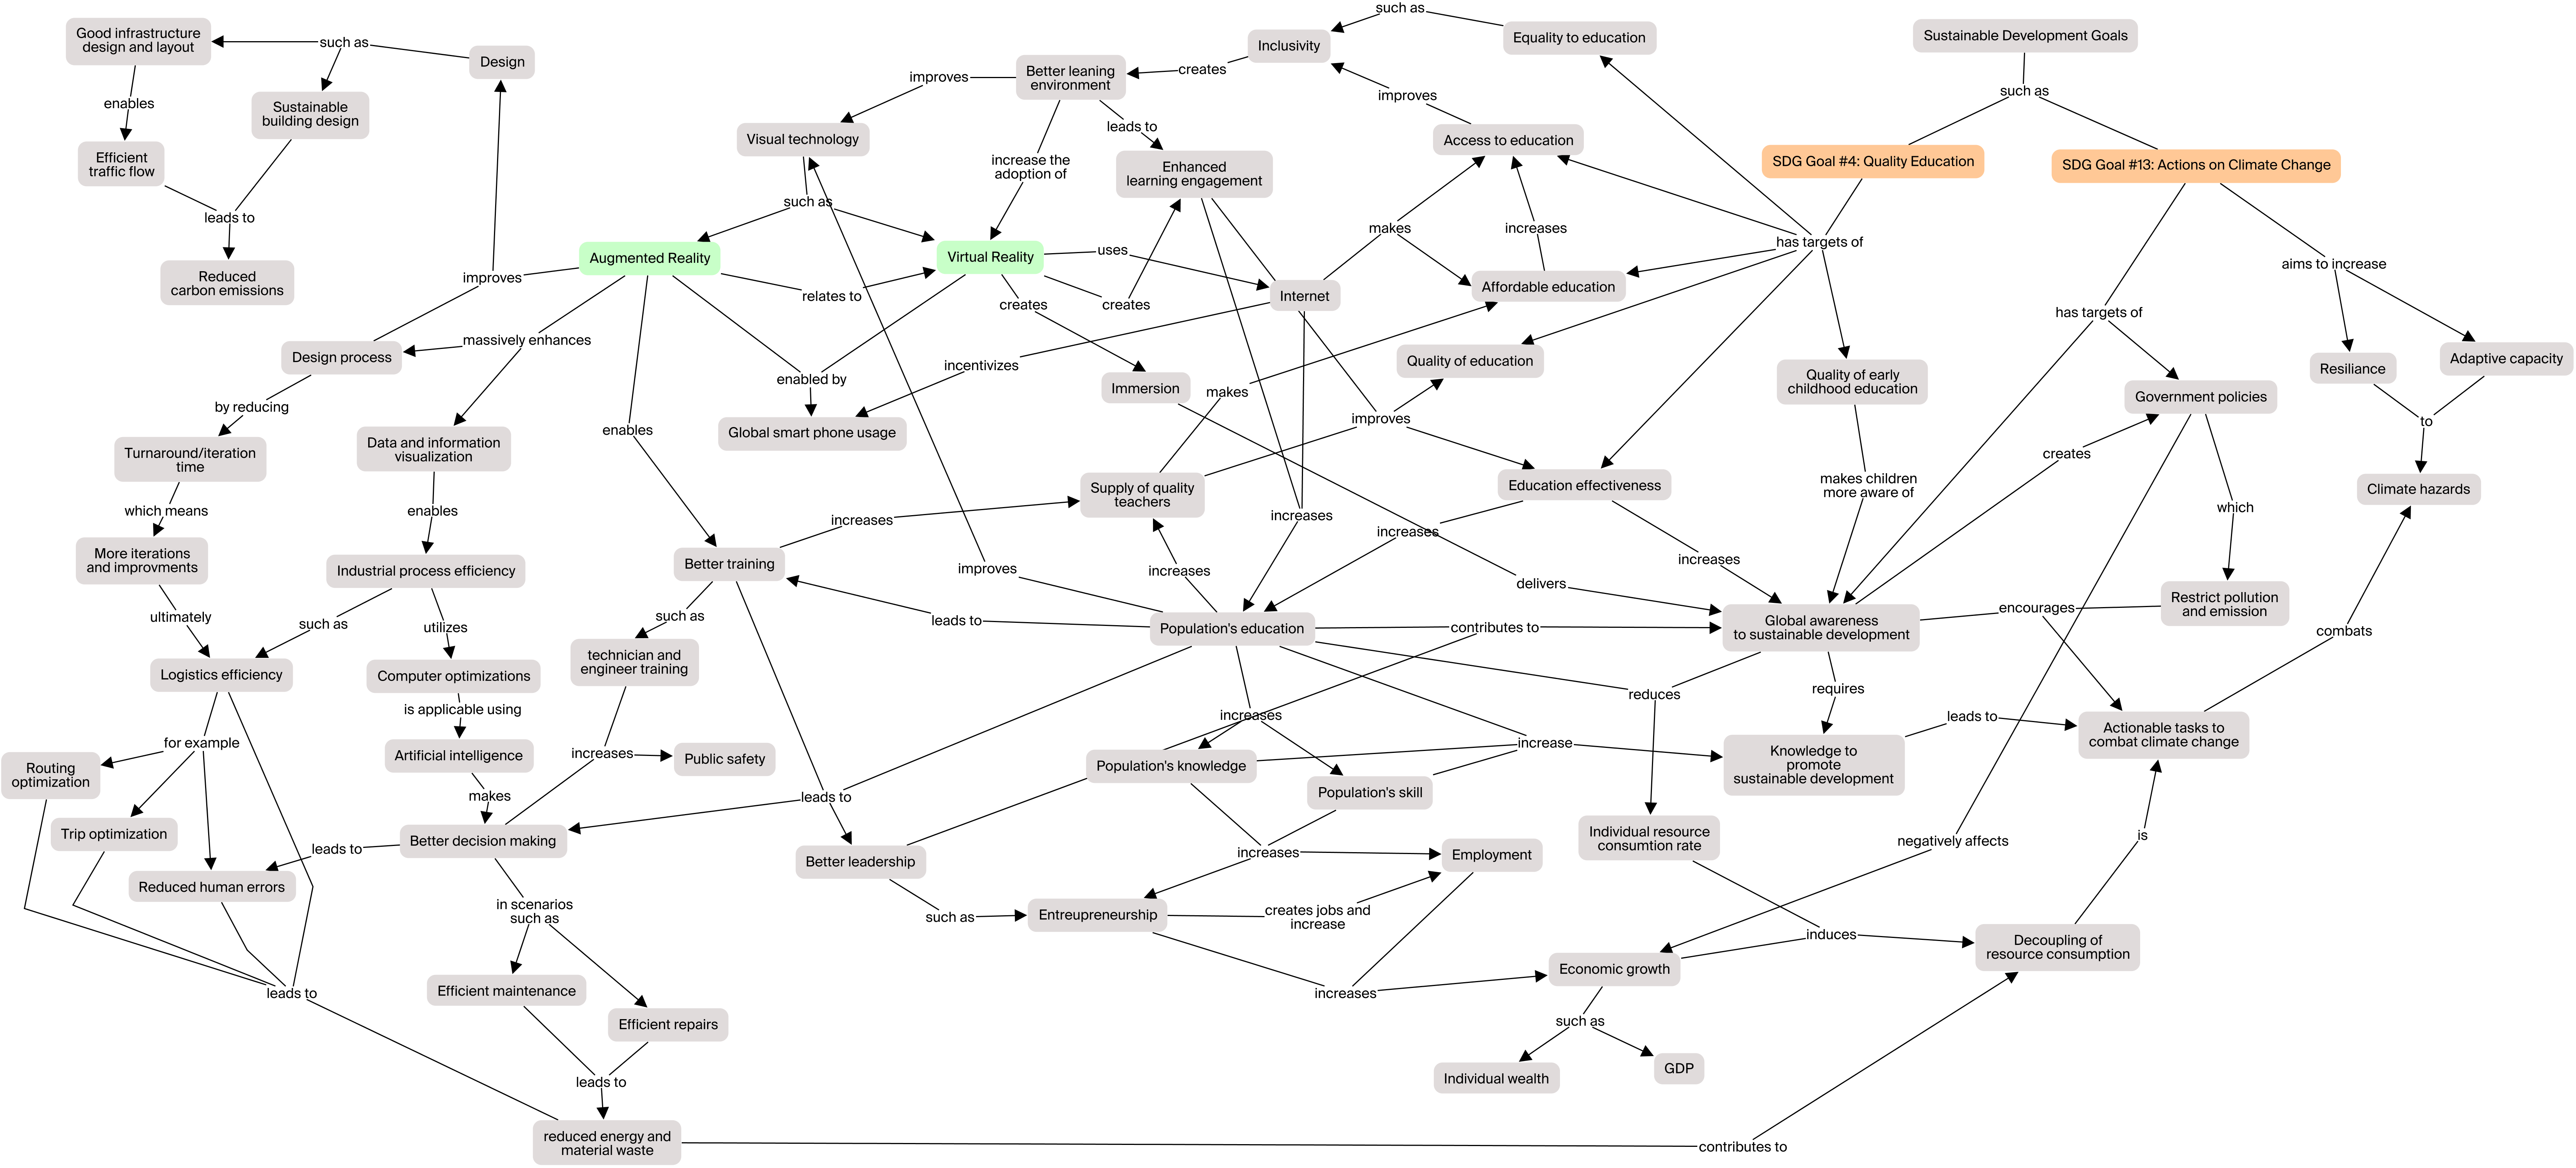 such as
Good infrastructure
design and layout
such as
Design
Inclusivity
Equality to education
Sustainable Development Goals
creates
Better leaning
environment
improves
such as
enables
Sustainable
building design
improves
Visual technology
leads to
Access to education
SDG Goal #4: Quality Education
SDG Goal #13: Actions on Climate Change
Efficient
traffic flow
increase the
adoption of
Enhanced
learning engagement
such as
leads to
makes
increases
has targets of
Augmented Reality
Virtual Reality
uses
aims to increase
Reduced
carbon emissions
improves
relates to
creates
creates
Internet
Affordable education
has targets of
massively enhances
Design process
incentivizes
Quality of education
Resiliance
Adaptive capacity
enabled by
Immersion
makes
Quality of early
childhood education
Government policies
by reducing
enables
Global smart phone usage
improves
to
Turnaround/iteration
time
Data and information
visualization
creates
Supply of quality
teachers
Education effectiveness
makes children
more aware of
Climate hazards
which means
enables
increases
increases
increases
which
More iterations
and improvments
Industrial process efficiency
Better training
improves
increases
increases
delivers
Restrict pollution
and emission
ultimately
such as
utilizes
such as
leads to
Population's education
contributes to
Global awareness
to sustainable development
encourages
combats
Logistics efficiency
Computer optimizations
technician and
engineer training
reduces
requires
is applicable using
increases
leads to
Actionable tasks to
combat climate change
for example
Artificial intelligence
increases
Public safety
Population's knowledge
increase
Knowledge to
promote
sustainable development
Routing
optimization
makes
leads to
Population's skill
Trip optimization
Better decision making
leads to
Better leadership
increases
Employment
Individual resource
consumtion rate
negatively affects
is
Reduced human errors
in scenarios
such as
such as
Entreupreneurship
creates jobs and
increase
induces
Decoupling of
resource consumption
leads to
Efficient maintenance
increases
Economic growth
Efficient repairs
such as
leads to
Individual wealth
GDP
reduced energy and
material waste
contributes to